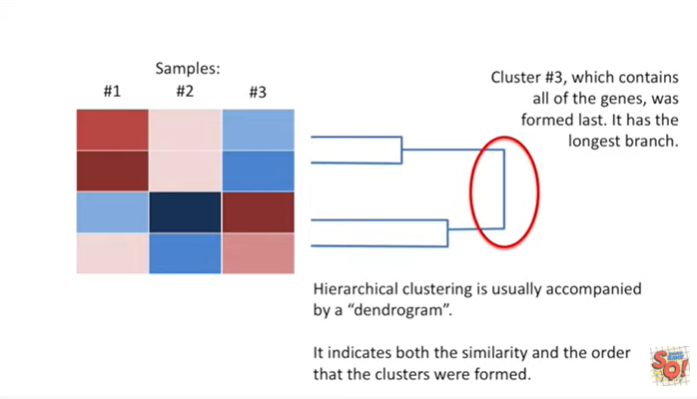 Samples:
#1 #2 #3
Cluster #3, which contains
all of the genes, was
formed last. It has the
longest branch.
Hierarchical clustering is usually accompanied
by a “dendrogram”.
It indicates both the similarity and the order
that the clusters were formed.
SO!